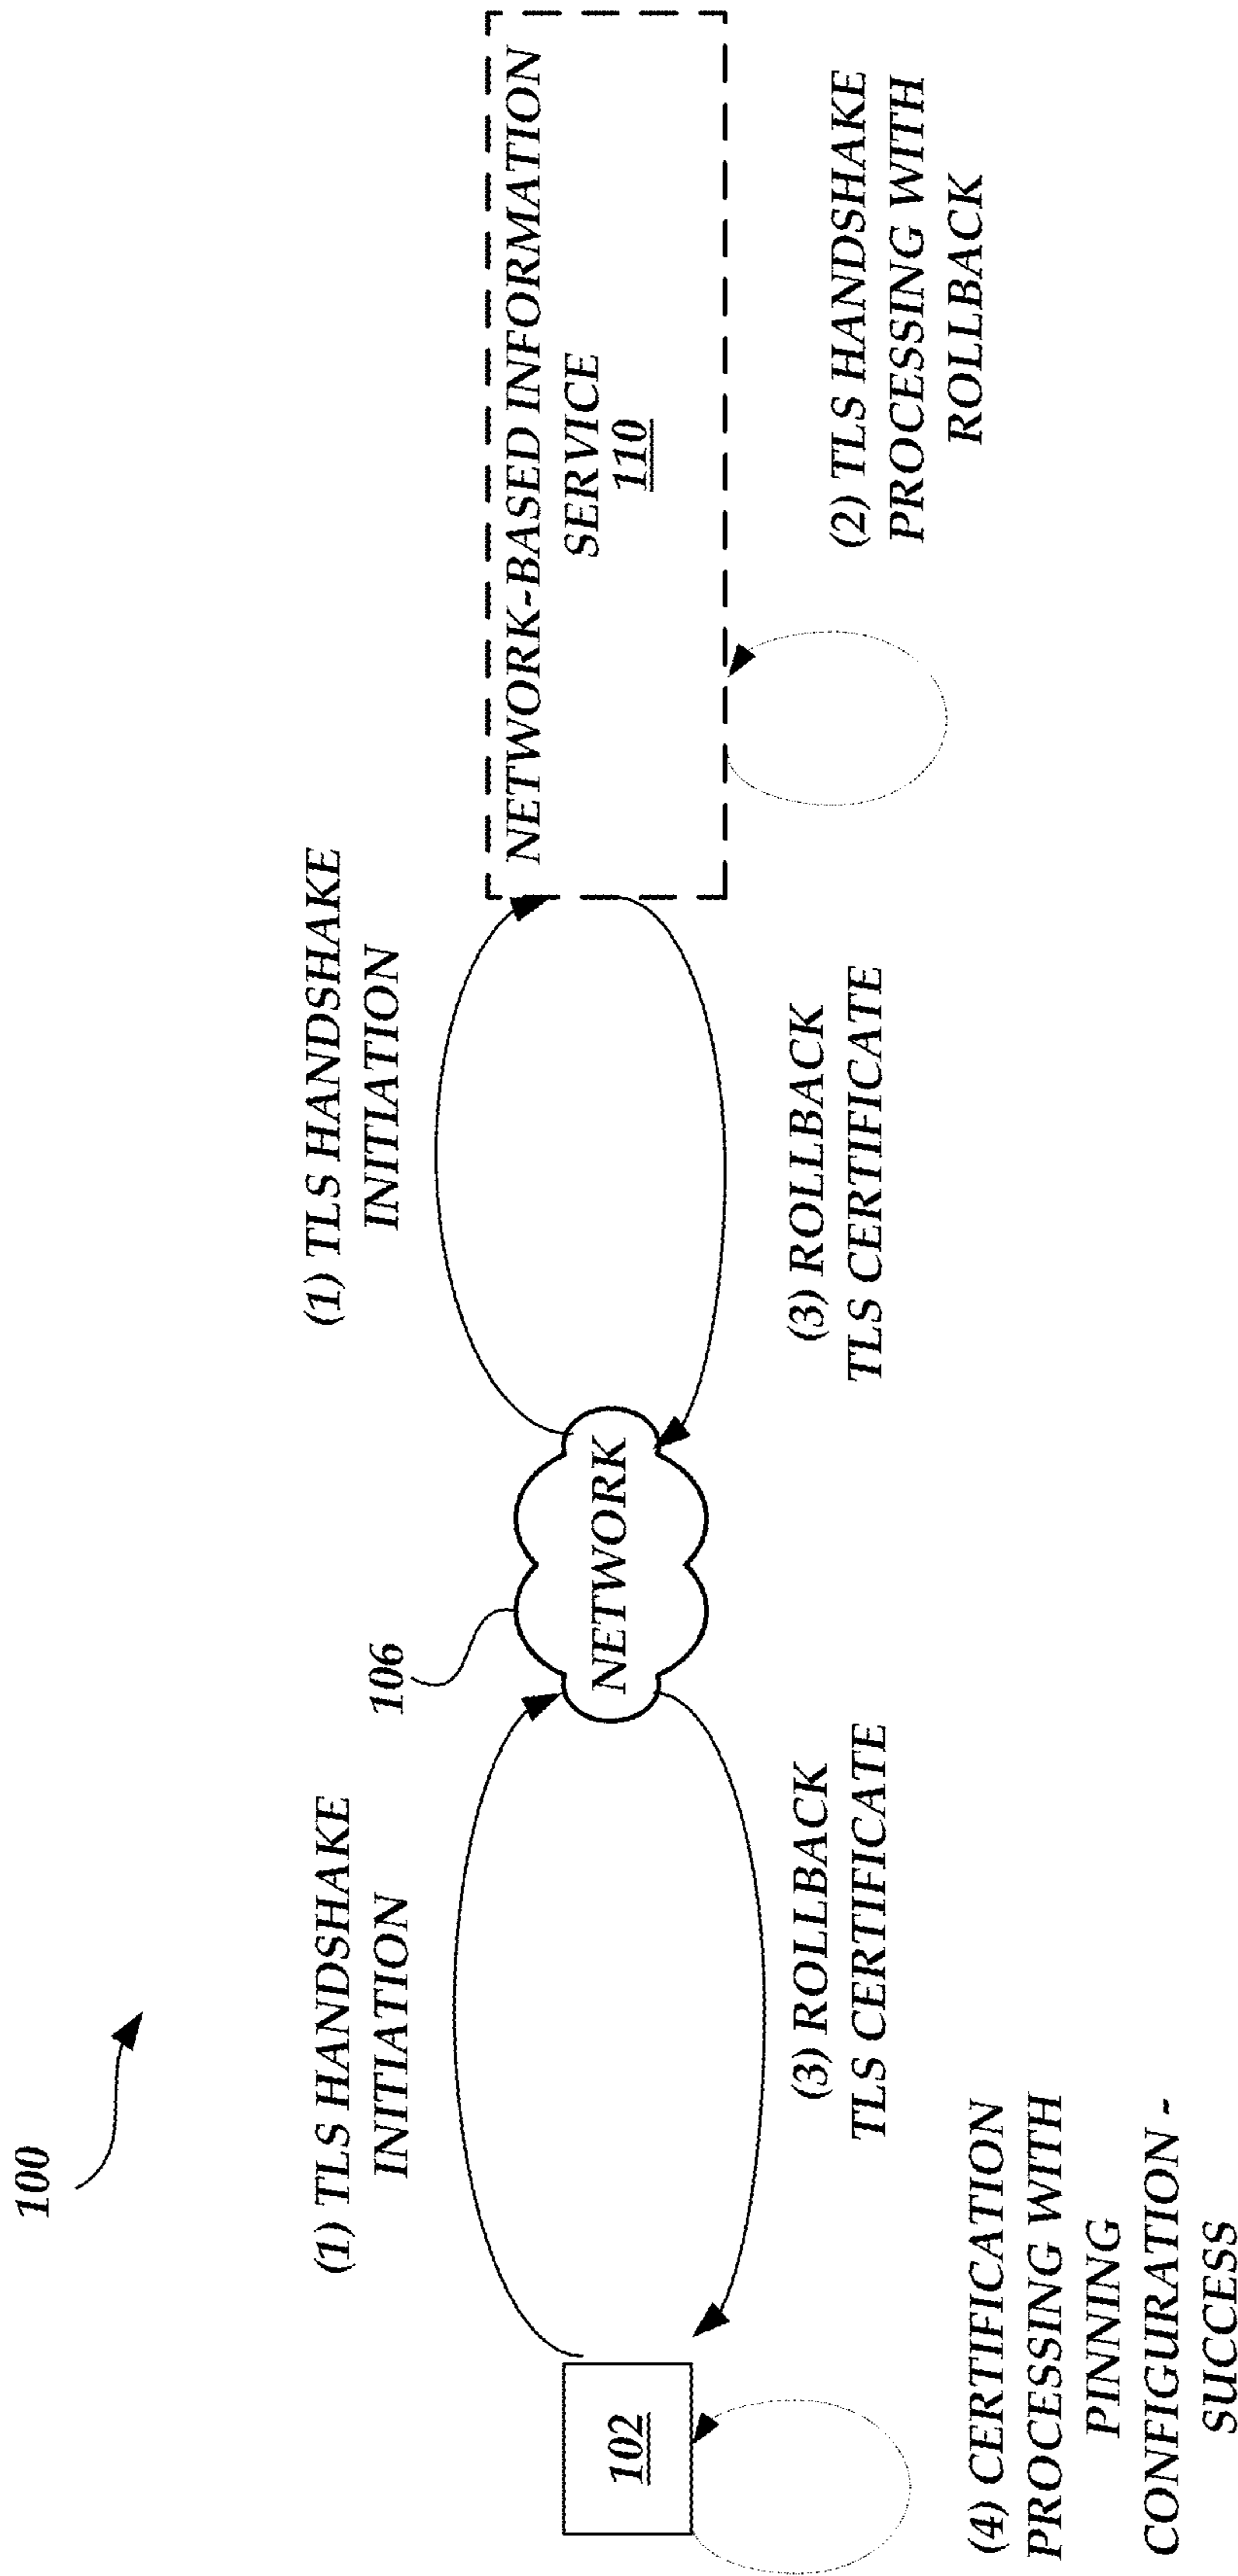 100
(1) TLS HANDSHAKE
INITIATION
106
(1) TLS HANDSHAKE
INITIATION
102
NETWORK
NETWORK-BASED INFORMATION
SERVICE
110
(3) ROLLBACK
TLS CERTIFICATE
(3) ROLLBACK
TLS CERTIFICATE
(2) TLS HANDSHAKE
PROCESSING WITH
ROLLBACK
(4) CERTIFICATION
PROCESSING WITH
PINNING
CONFIGURATION -
SUCCESS